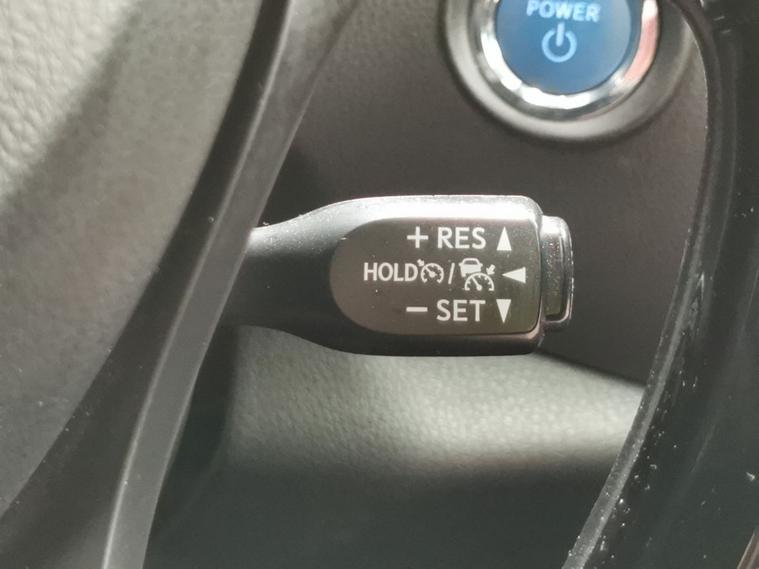 POWER
+ RES ▲
HOLD / ◀
− SET ▼